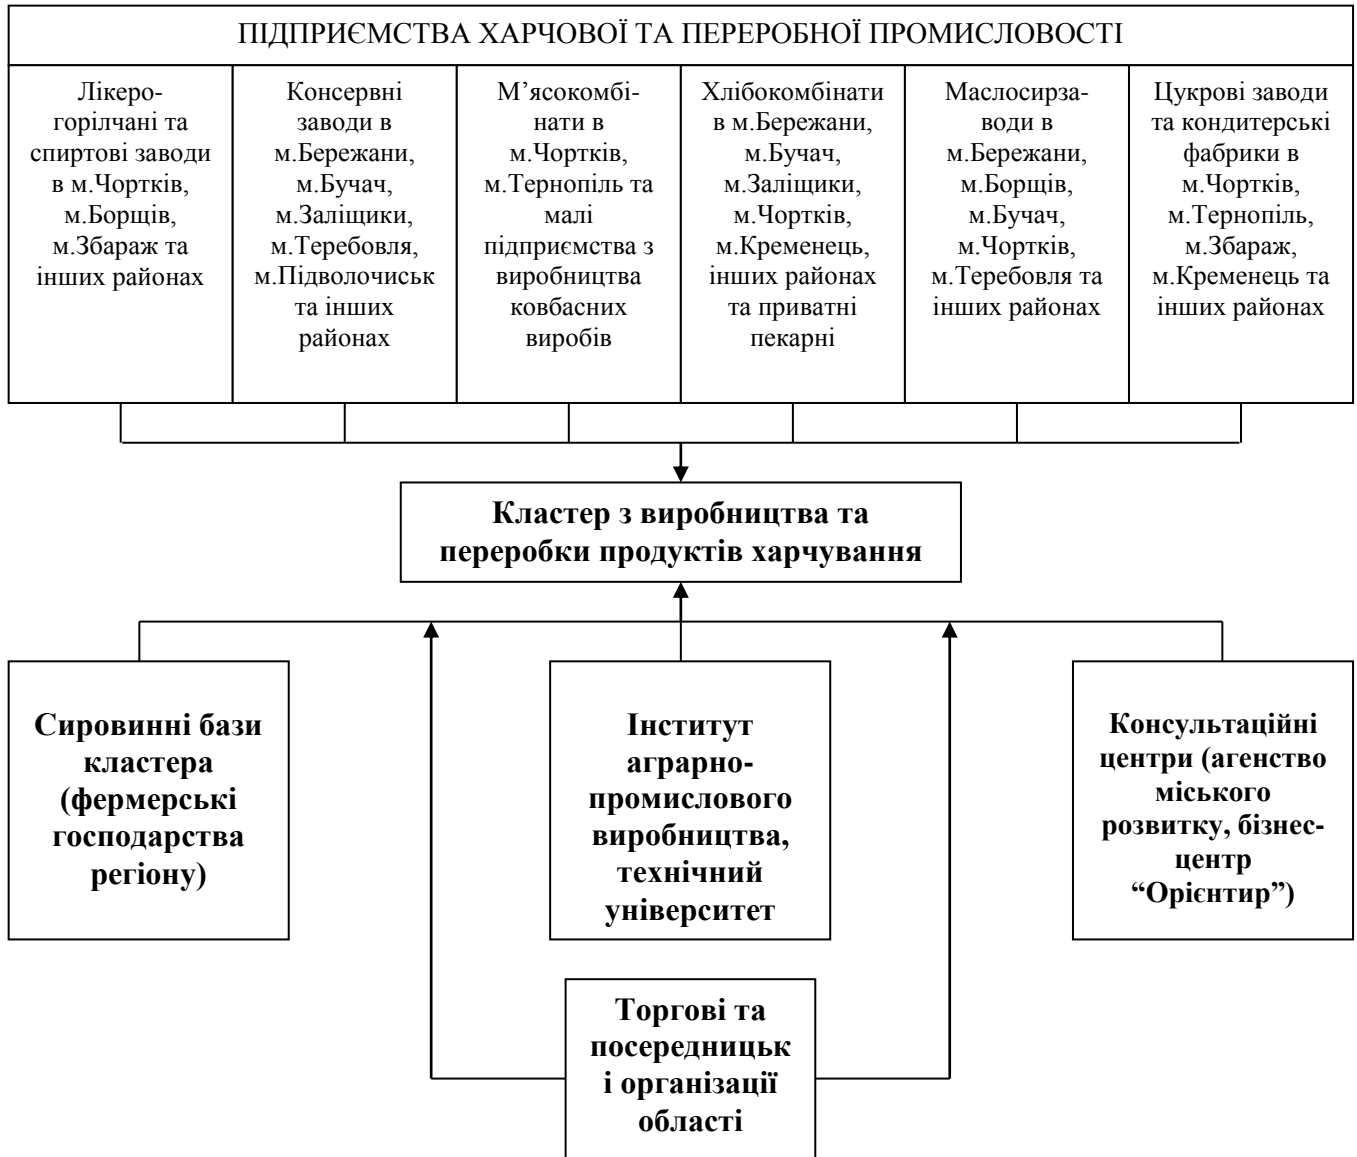 ПІДПРИЄМСТВА ХАРЧОВОЇ ТА ПЕРЕРОБНОЇ ПРОМИСЛОВОСТІ
Лікеро-
горілчані та
спиртові заводи
в м.Чортків,
м.Борщів,
м.Збараж та
інших районах
Консервні
заводи в
м.Бережани,
м.Бучач,
м.Заліщики,
м.Теребовля,
м.Підволочиськ
та інших
районах
М’ясокомбі-
нати в
м.Чортків,
м.Тернопіль та
малі
підприємства з
виробництва
ковбасних
виробів
Хлібокомбінати
в м.Бережани,
м.Бучач,
м.Заліщики,
м.Чортків,
м.Кременець,
інших районах
та приватні
пекарні
Маслосирза-
води в
м.Бережани,
м.Борщів,
м.Бучач,
м.Чортків,
м.Теребовля та
інших районах
Цукрові заводи
та кондитерські
фабрики в
м.Чортків,
м.Тернопіль,
м.Збараж,
м.Кременець та
інших районах
Кластер з виробництва та
переробки продуктів харчування
Сировинні бази
кластера
(фермерські
господарства
регіону)
Інститут
аграрно-
промислового
виробництва,
технічний
університет
Консультаційні
центри (агенство
міського
розвитку, бізнес-
центр
“Орієнтир”)
Торгові та
посередницьк
і організації
області